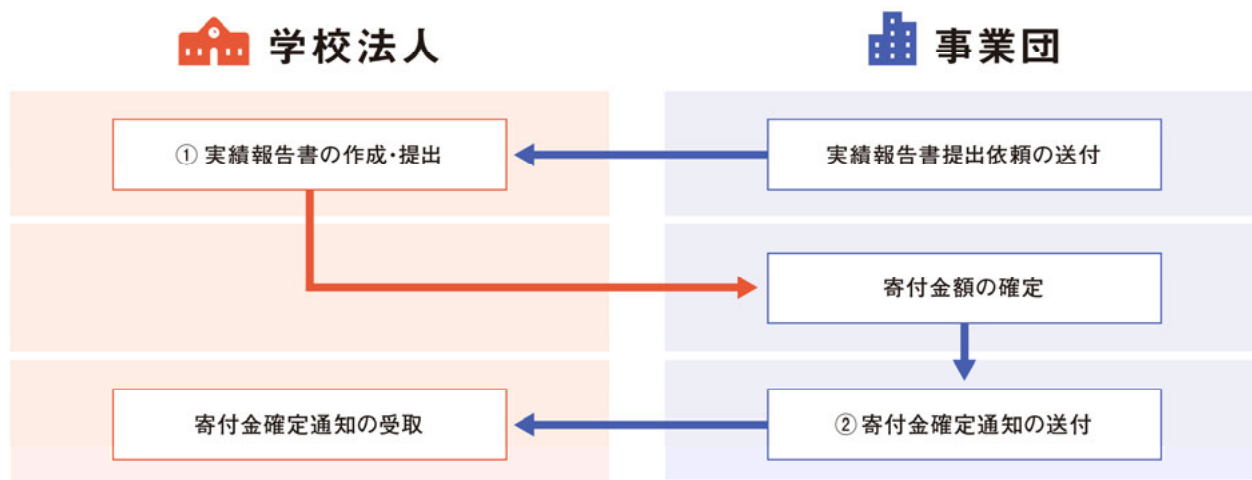 学校法人
事業団
① 実績報告書の作成・提出
実績報告書提出依頼の送付
寄付金額の確定
寄付金確定通知の受取
② 寄付金確定通知の送付